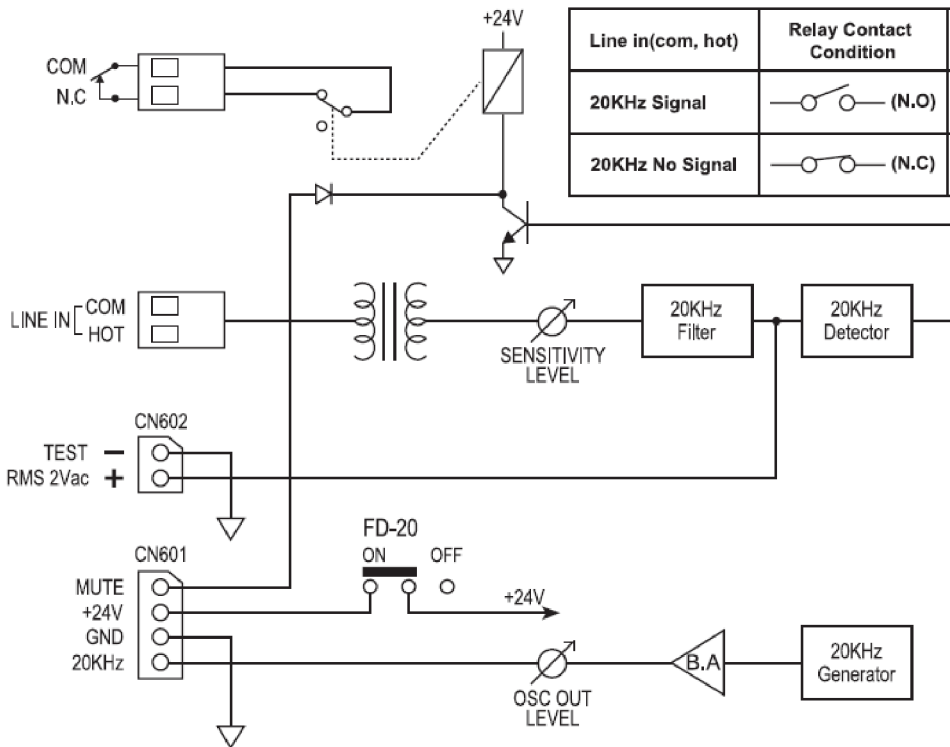 +24V
COM
N.C
Line in(com, hot)
Relay Contact
Condition
20KHz Signal
(N.O)
20KHz No Signal
(N.C)
LINE IN
COM
HOT
SENSITIVITY
LEVEL
20KHz
Filter
20KHz
Detector
CN602
TEST −
RMS 2Vac +
FD-20
ON OFF
CN601
MUTE
+24V
GND
20KHz
+24V
OSC OUT
LEVEL
B.A
20KHz
Generator